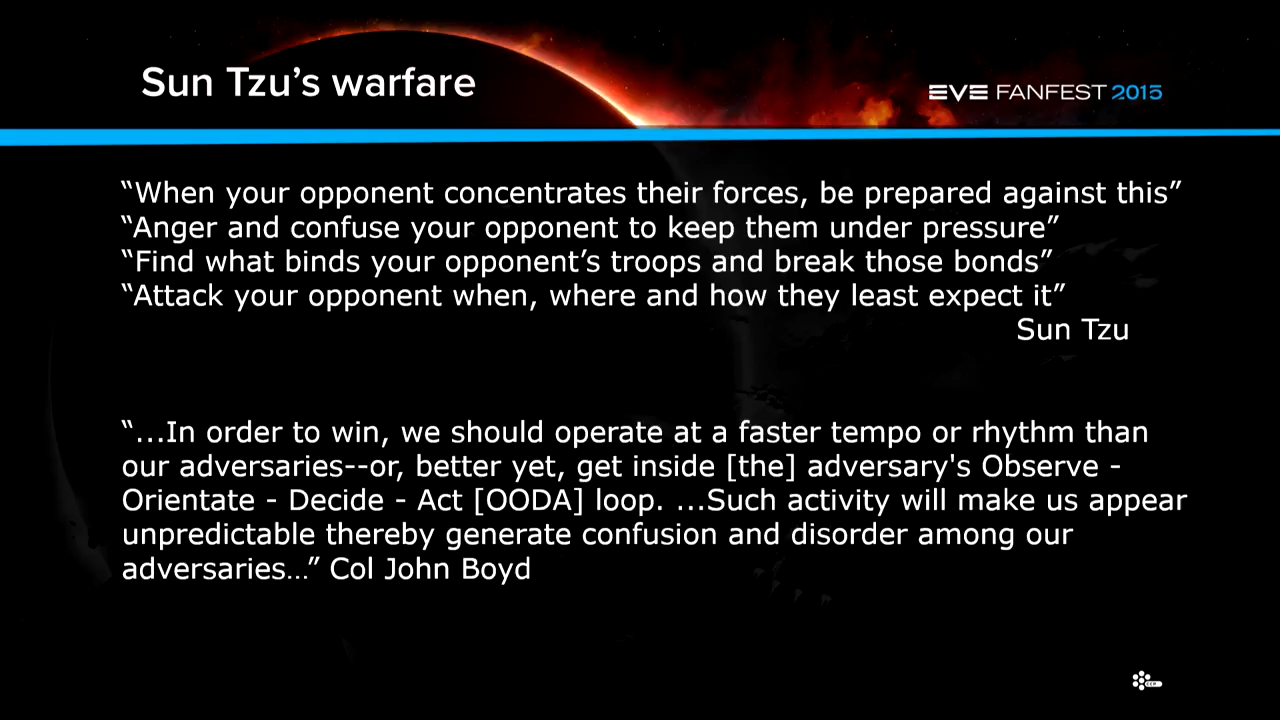 Sun Tzu’s warfare
EVE FANFEST 2015
“When your opponent concentrates their forces, be prepared against this”
“Anger and confuse your opponent to keep them under pressure”
“Find what binds your opponent’s troops and break those bonds”
“Attack your opponent when, where and how they least expect it”
Sun Tzu
“...In order to win, we should operate at a faster tempo or rhythm than
our adversaries--or, better yet, get inside [the] adversary's Observe -
Orientate - Decide - Act [OODA] loop. ...Such activity will make us appear
unpredictable thereby generate confusion and disorder among our
adversaries…” Col John Boyd
CCP